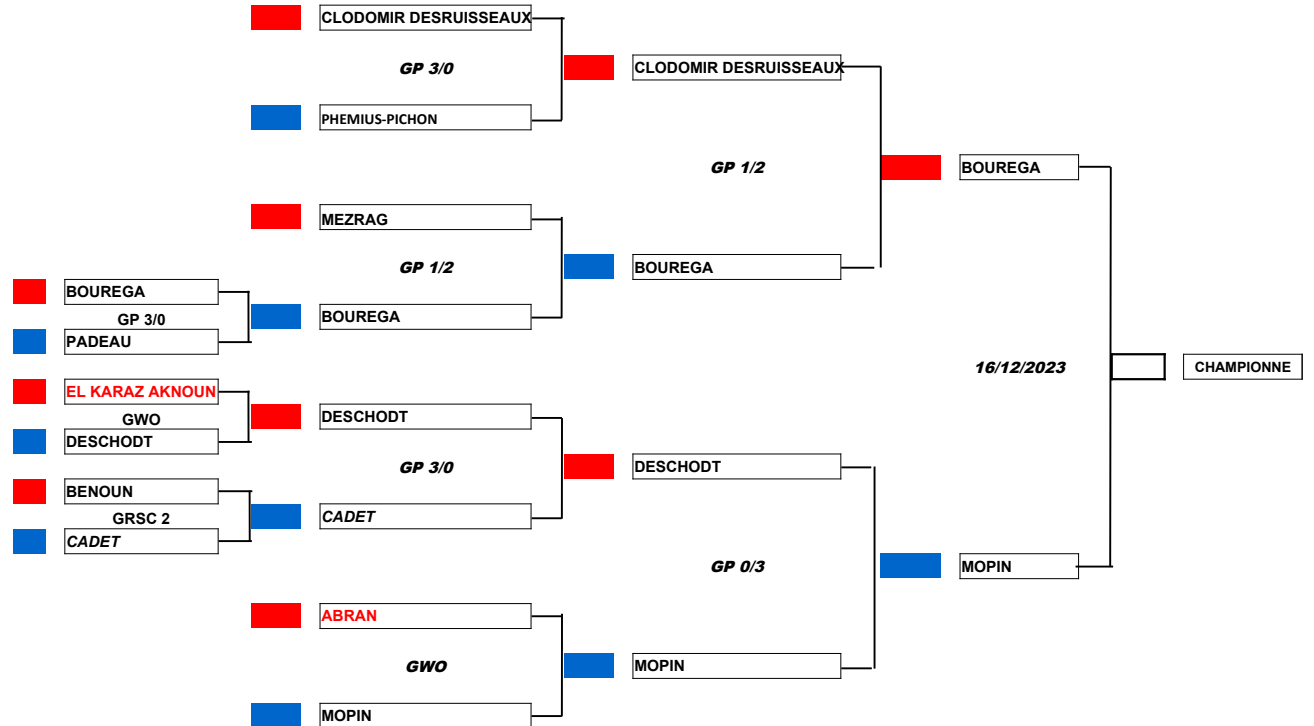 CLODOMIR DESRUISSEAUX
GP 3/0
CLODOMIR DESRUISSEAUX
PHEMIUS-PICHON
GP 1/2
BOUREGA
MEZRAG
GP 1/2
BOUREGA
BOUREGA
GP 3/0
BOUREGA
PADEAU
16/12/2023
CHAMPIONNE
EL KARAZ AKNOUN
GWO
DESCHODT
DESCHODT
GP 3/0
DESCHODT
BENOUN
GRSC 2
CADET
CADET
GP 0/3
MOPIN
ABRAN
GWO
MOPIN
MOPIN